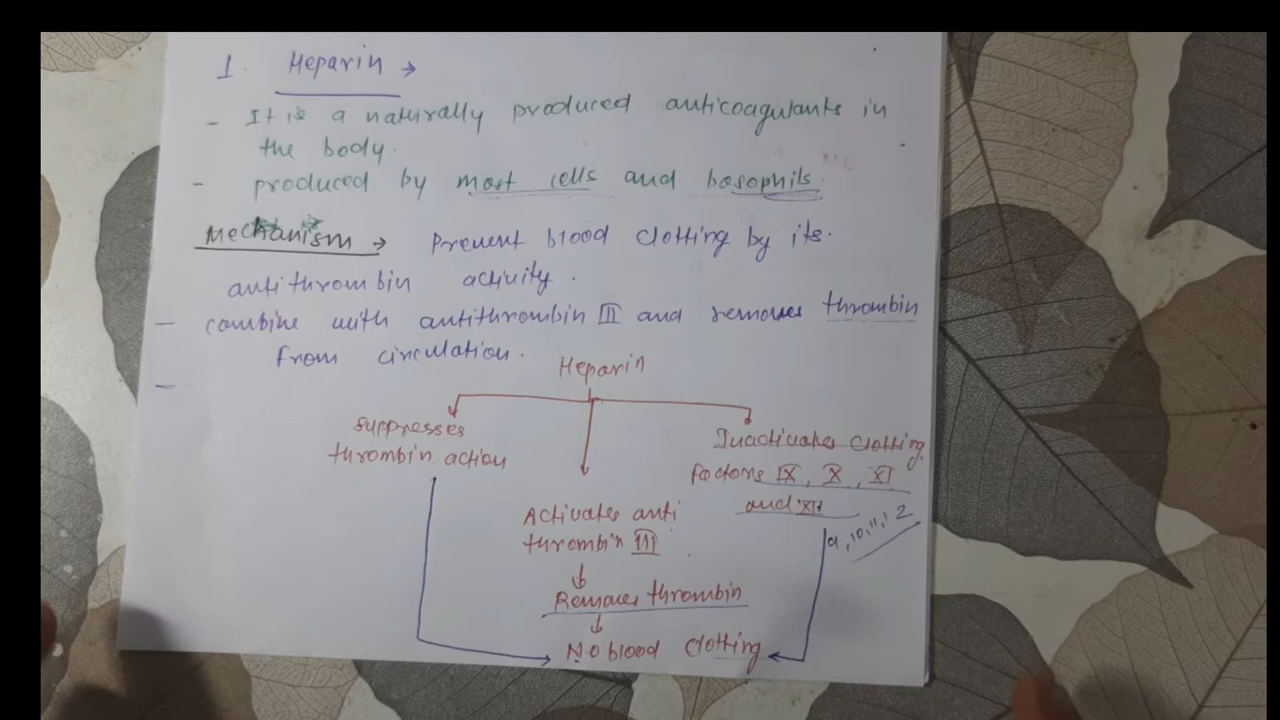 1. Heparin →
- It is a naturally produced anticoagulants in
the body.
- produced by mast cells and basophils.
Mechanism → Prevent blood clotting by its.
antithrombin activity.
- combine with antithrombin III and removes thrombin
from circulation.
-
Heparin
suppresses
thrombin action
Activates anti
thrombin III
↓
Removes thrombin
↓
No blood clotting
Inactivates clotting
factors IX, X, XI
and XII
9, 10, 11, 12